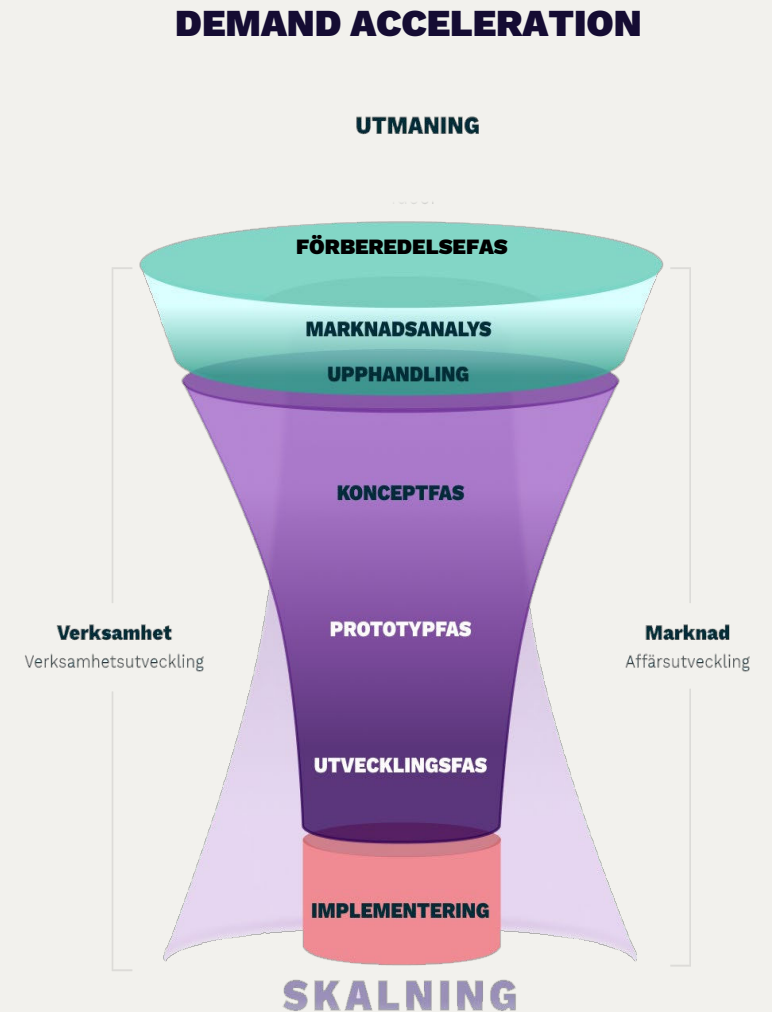 DEMAND ACCELERATION
UTMANING
FÖRBEREDELSEFAS
MARKNADSANALYS
UPPHANDLING
KONCEPTFAS
PROTOTYPFAS
Verksamhet
Verksamhetsutveckling
Marknad
Affärsutveckling
UTVECKLINGSFAS
IMPLEMENTERING
SKALNING